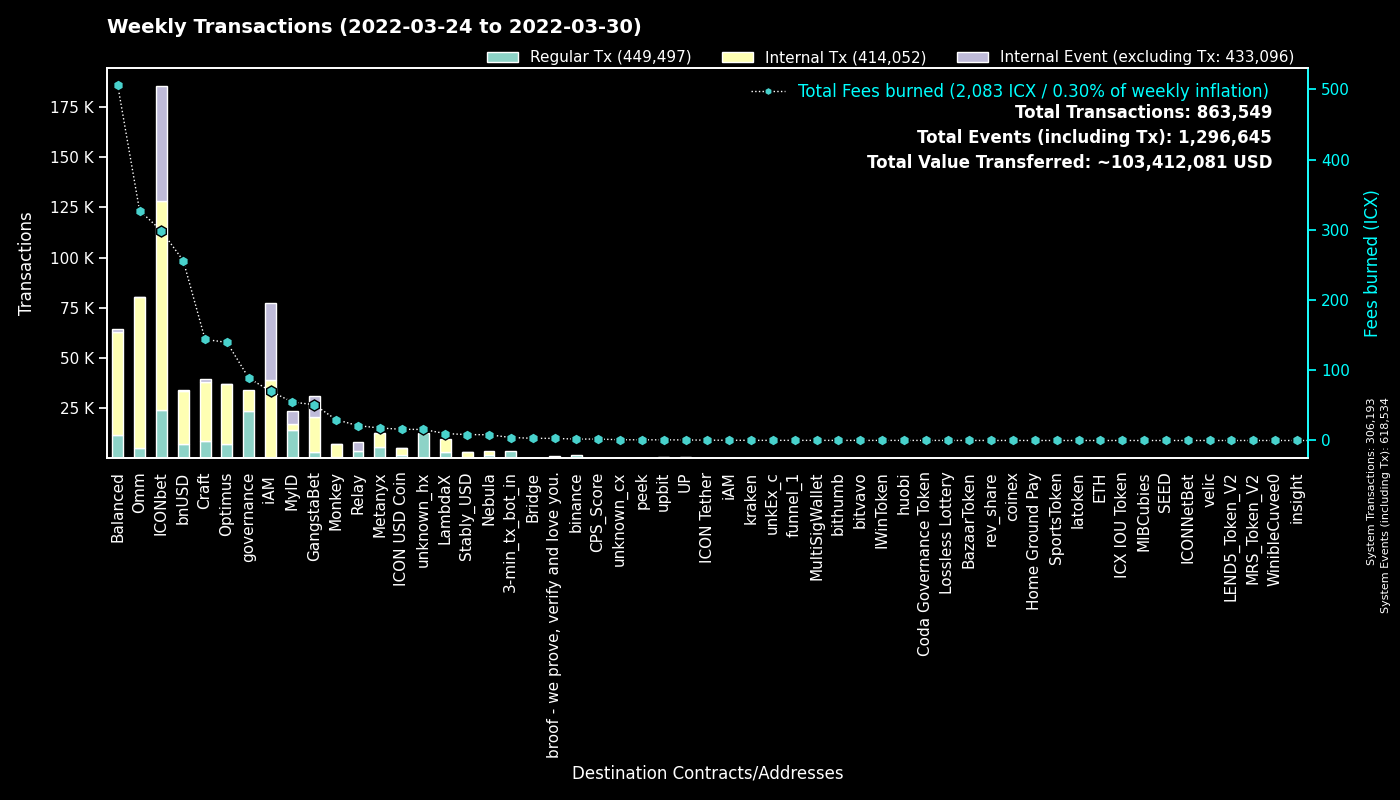 Weekly Transactions (2022-03-24 to 2022-03-30)
Regular Tx (449,497)
Internal Tx (414,052)
Internal Event (excluding Tx: 433,096)
Total Fees burned (2,083 ICX / 0.30% of weekly inflation)
Total Transactions: 863,549
Total Events (including Tx): 1,296,645
Total Value Transferred: ~103,412,081 USD
Transactions
175 K
150 K
125 K
100 K
75 K
50 K
25 K
500
400
300
200
100
0
Fees burned (ICX)
System Transactions: 306,193
System Events (including Tx): 618,534
Balanced
Omm
ICONbet
bnUSD
Craft
Optimus
governance
iAM
MyID
GangstaBet
Monkey
Relay
Metanyx
ICON USD Coin
unknown_hx
LambdaX
Stably_USD
Nebula
3-min_tx_bot_in
Bridge
broof - we prove, verify and love you.
binance
CPS_Score
unknown_cx
peek
upbit
UP
ICON Tether
iAM
kraken
unkEx_c
funnel_1
MultiSigWallet
bithumb
bitvavo
IWinToken
huobi
Coda Governance Token
Lossless Lottery
BazaarToken
rev_share
coinex
Home Ground Pay
SportsToken
latoken
ETH
ICX IOU Token
MIBCubies
SEED
ICONNetBet
velic
LEND5_Token_V2
MRS_Token_V2
WinibleCuvee0
insight
Destination Contracts/Addresses